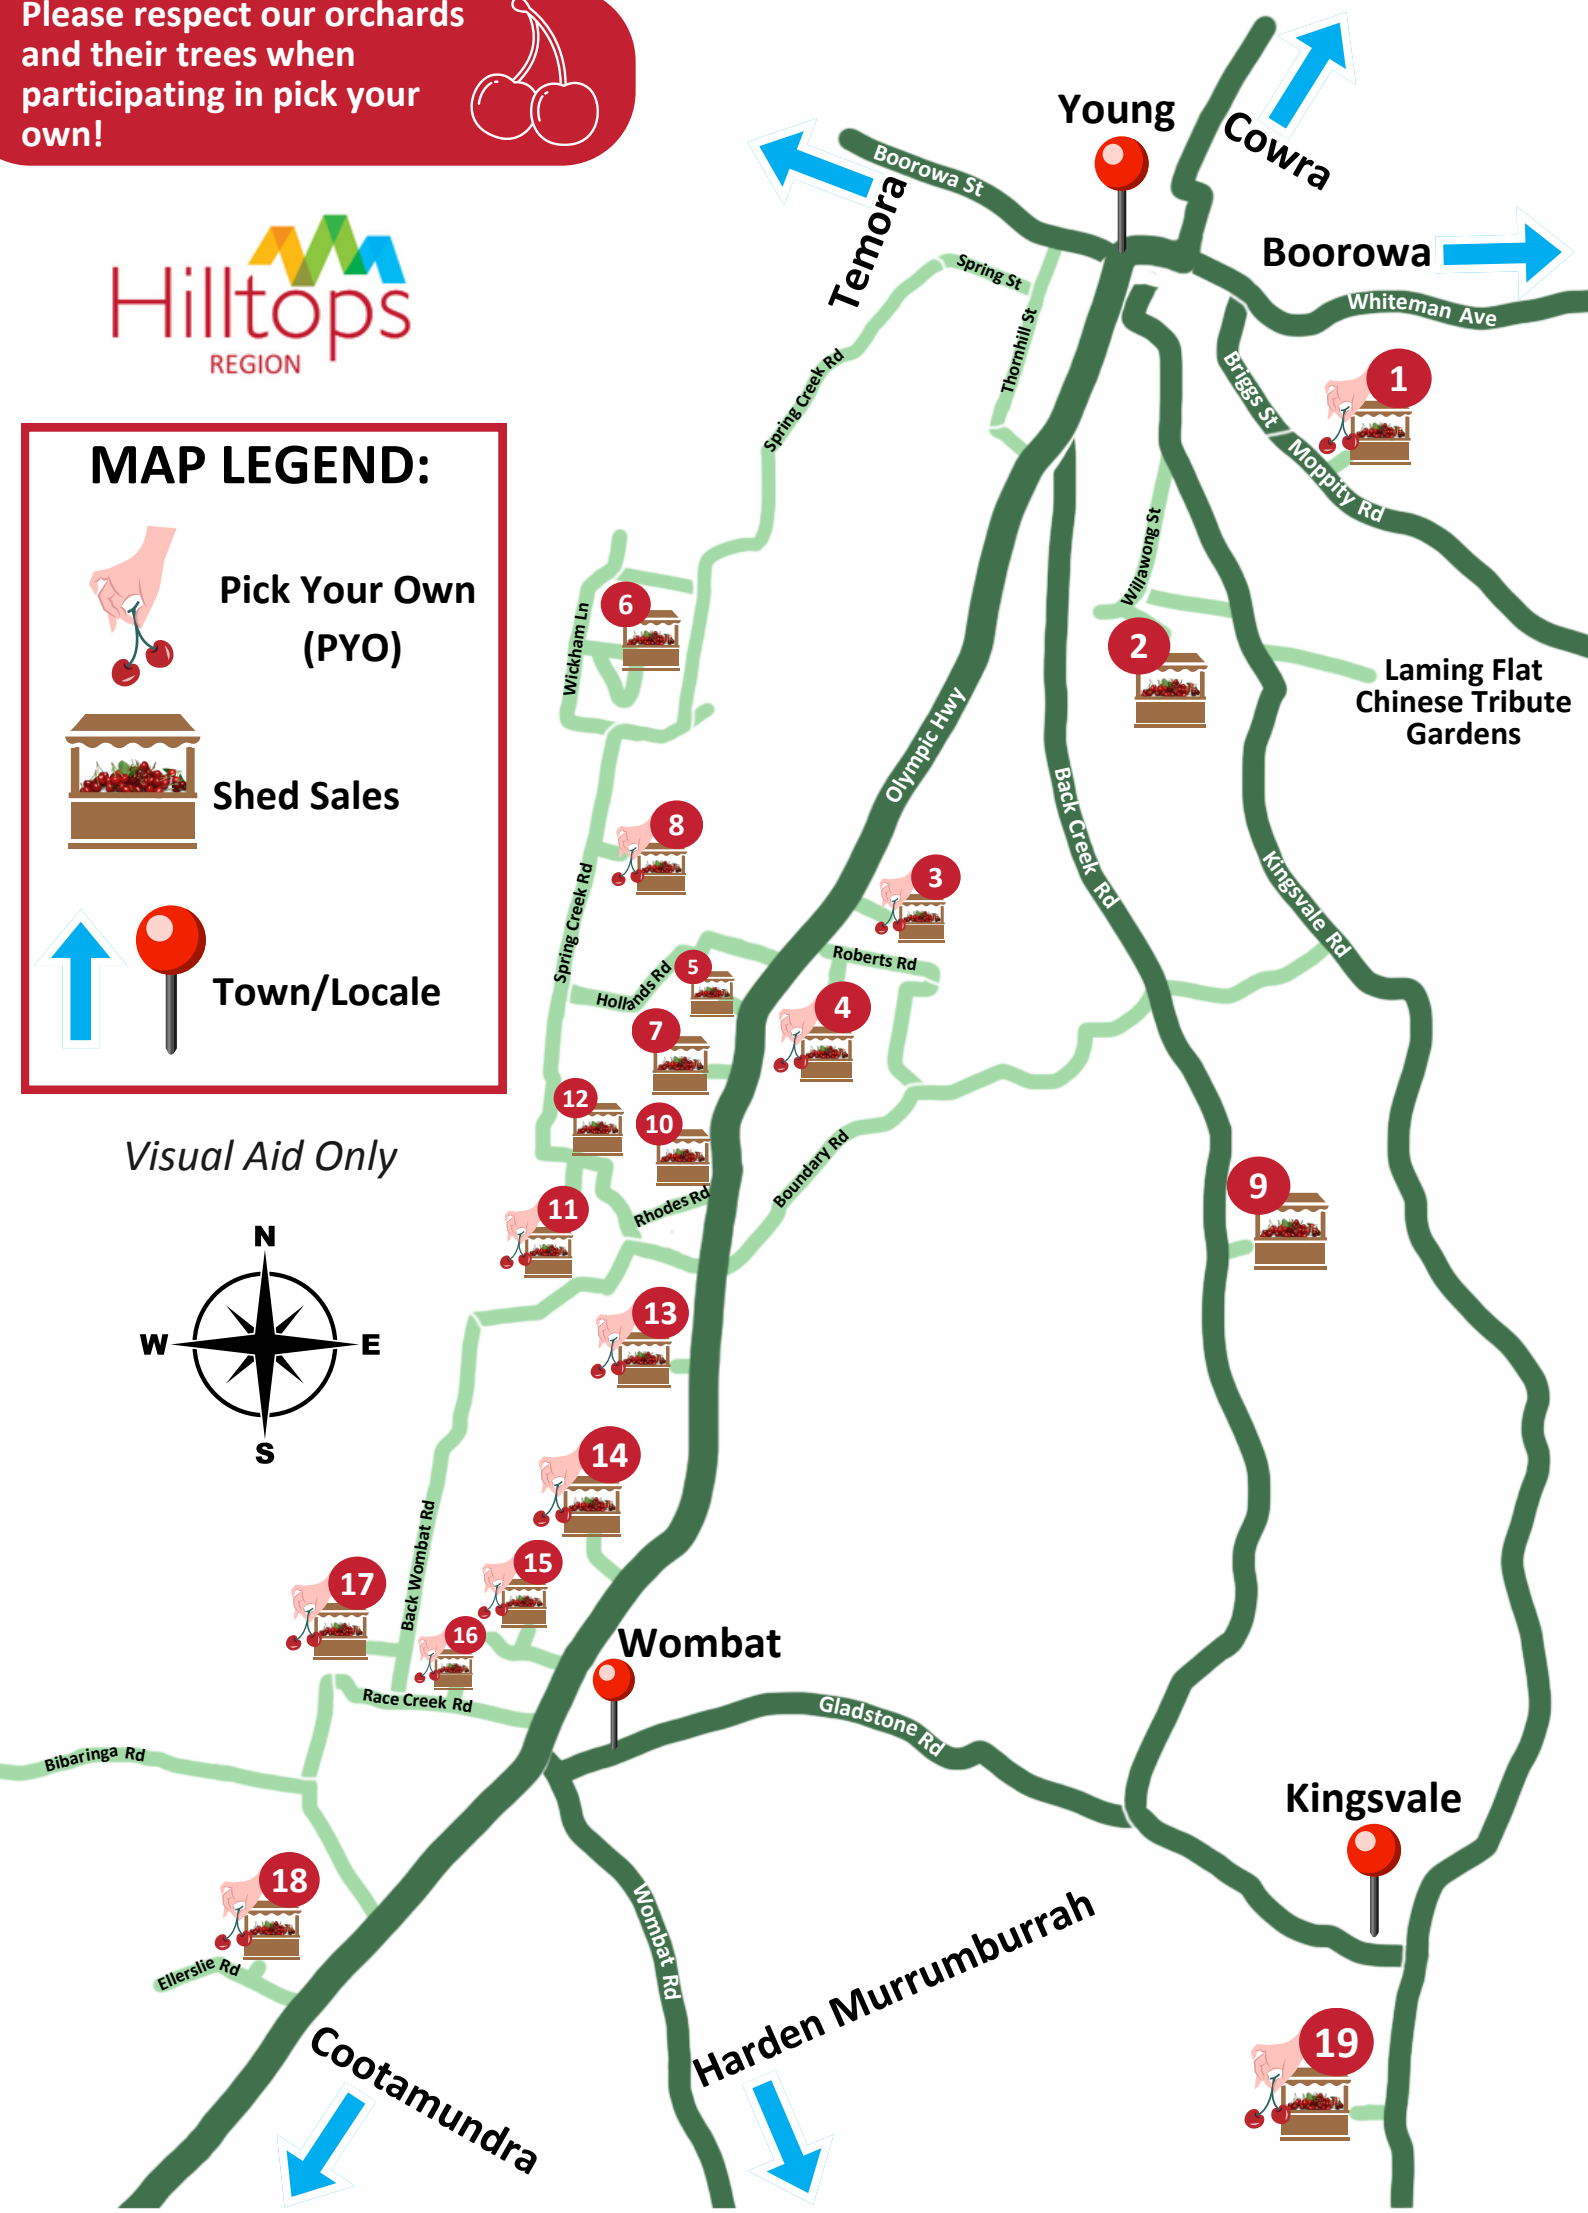 Please respect our orchards
and their trees when
participating in pick your
own!
Hilltops
REGION
MAP LEGEND:
Pick Your Own
(PYO)
Shed Sales
Town/Locale
Visual Aid Only
N
W
E
S
Young
Cowra
Temora
Boorowa
Boorowa St
Whiteman Ave
Spring St
Thornhill St
Spring Creek Rd
Briggs St
Moppity Rd
1
Willawong St
2
Laming Flat
Chinese Tribute
Gardens
6
Wickham Ln
Olympic Hwy
Back Creek Rd
Kingsvale Rd
8
3
Spring Creek Rd
Roberts Rd
Hollands Rd
5
4
7
12
10
Boundary Rd
Rhodes Rd
11
9
13
14
15
17
Back Wombat Rd
16
Wombat
Race Creek Rd
Gladstone Rd
Bibaringa Rd
Kingsvale
18
Ellerslie Rd
Wombat Rd
Harden Murrumburrah
Cootamundra
19